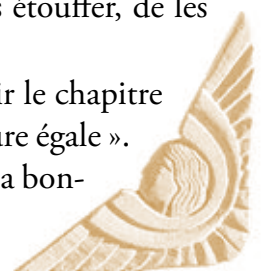 s étouffer, de les
ir le chapitre
ure égale ».
a bon-